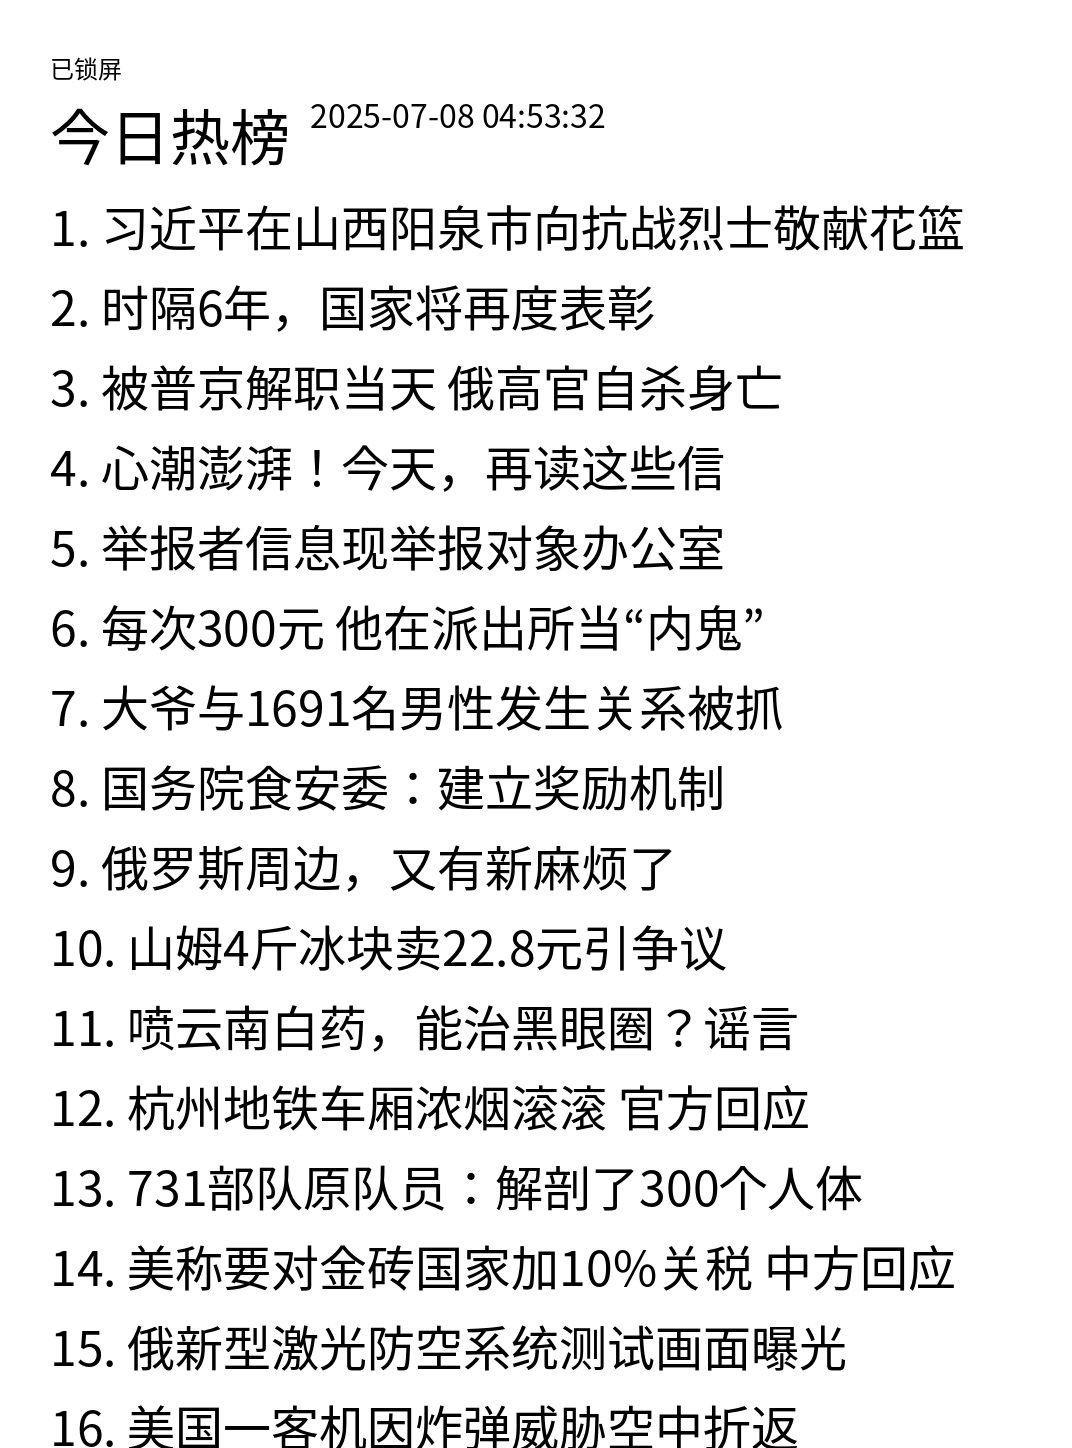 已锁屏
今日热榜 2025-07-08 04:53:32
1. 习近平在山西阳泉市向抗战烈士敬献花篮
2. 时隔6年，国家将再度表彰
3. 被普京解职当天 俄高官自杀身亡
4. 心潮澎湃！今天，再读这些信
5. 举报者信息现举报对象办公室
6. 每次300元 他在派出所当“内鬼”
7. 大爷与1691名男性发生关系被抓
8. 国务院食安委：建立奖励机制
9. 俄罗斯周边，又有新麻烦了
10. 山姆4斤冰块卖22.8元引争议
11. 喷云南白药，能治黑眼圈？谣言
12. 杭州地铁车厢浓烟滚滚 官方回应
13. 731部队原队员：解剖了300个人体
14. 美称要对金砖国家加10%关税 中方回应
15. 俄新型激光防空系统测试画面曝光
16. 美国一客机因炸弹威胁空中折返